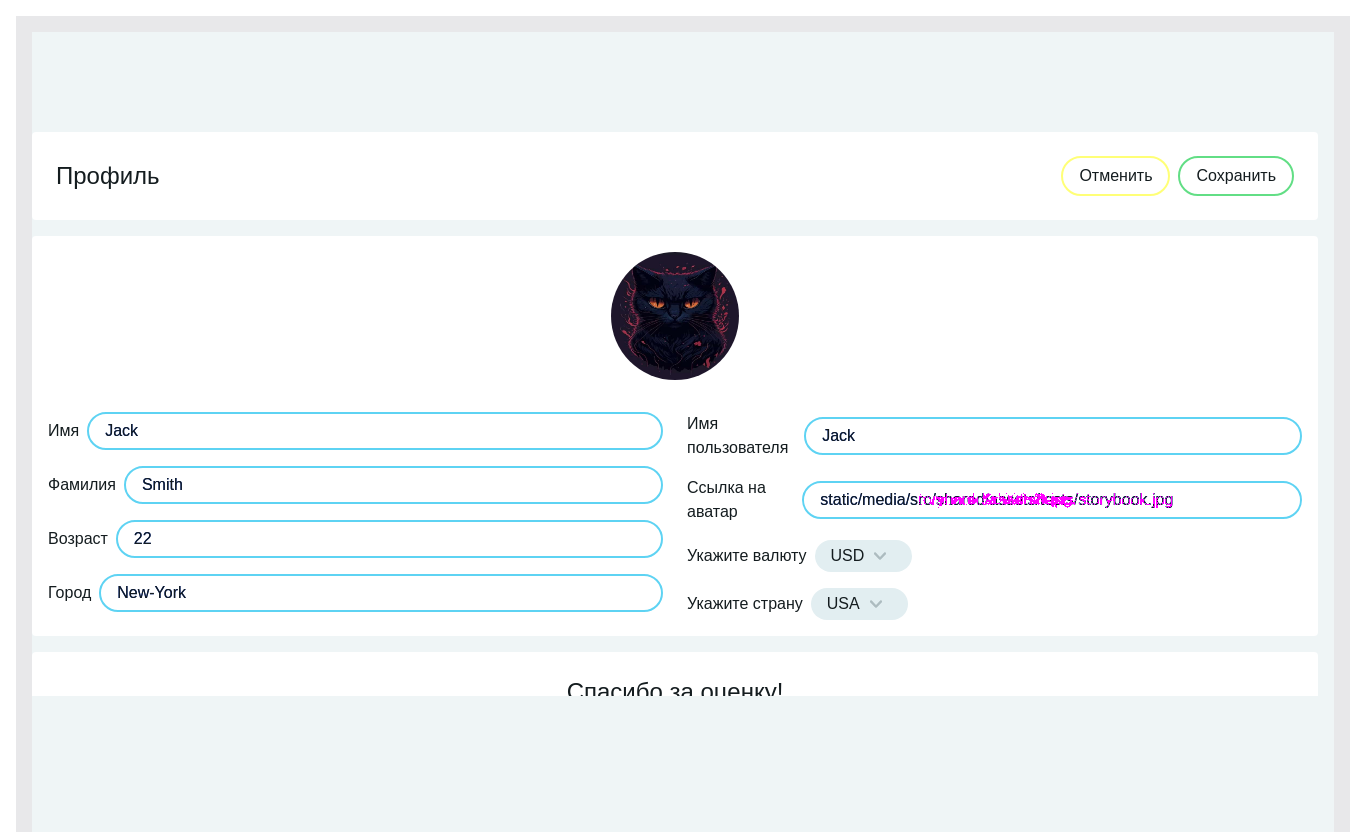 Профиль
Отменить
Сохранить
Имя
Jack
Фамилия
Smith
Возраст
22
Город
New-York
Имя
пользователя
Jack
Ссылка на
аватар
static/media/src/shared/assets/tests/storybook.jpg
Укажите валюту
USD
Укажите страну
USA
Спасибо за оценку!